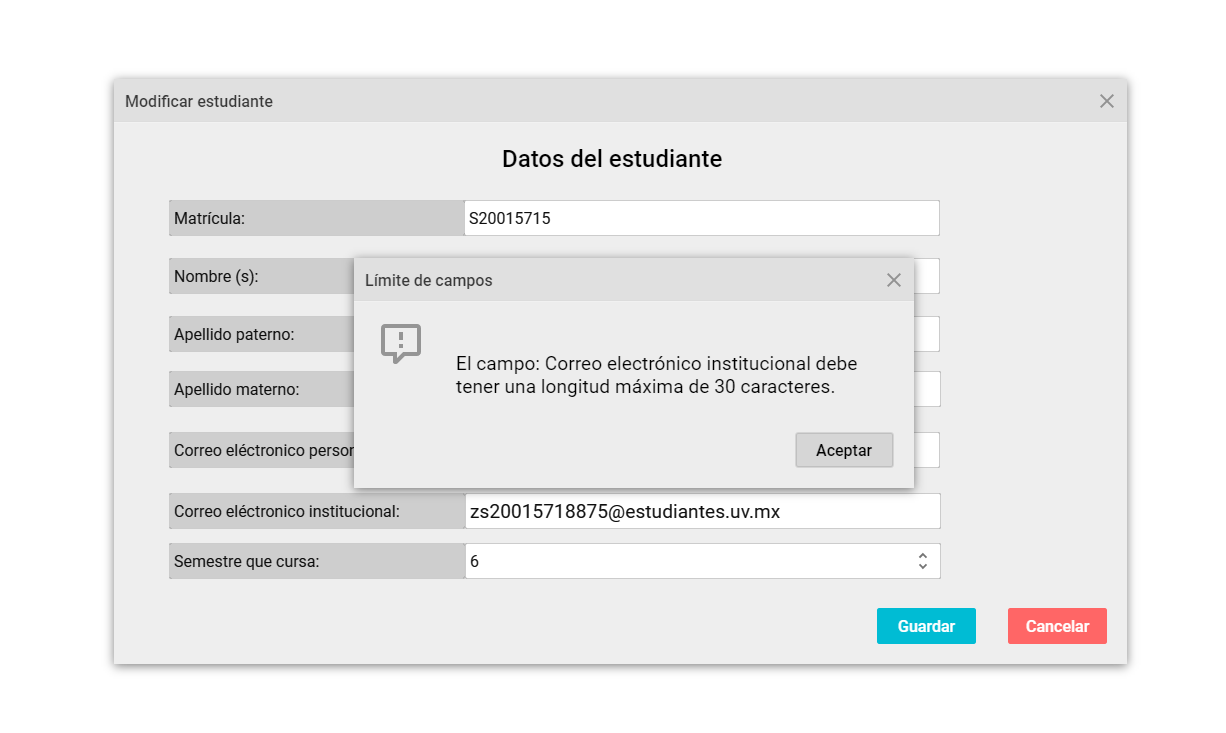 Modificar estudiante
Datos del estudiante
Matrícula: S20015715
Nombre (s):
Límite de campos
Apellido paterno:
El campo: Correo electrónico institucional debe
tener una longitud máxima de 30 caracteres.
Apellido materno:
Correo eléctronico person
Aceptar
Correo eléctronico institucional: zs20015718875@estudiantes.uv.mx
Semestre que cursa: 6
Guardar Cancelar